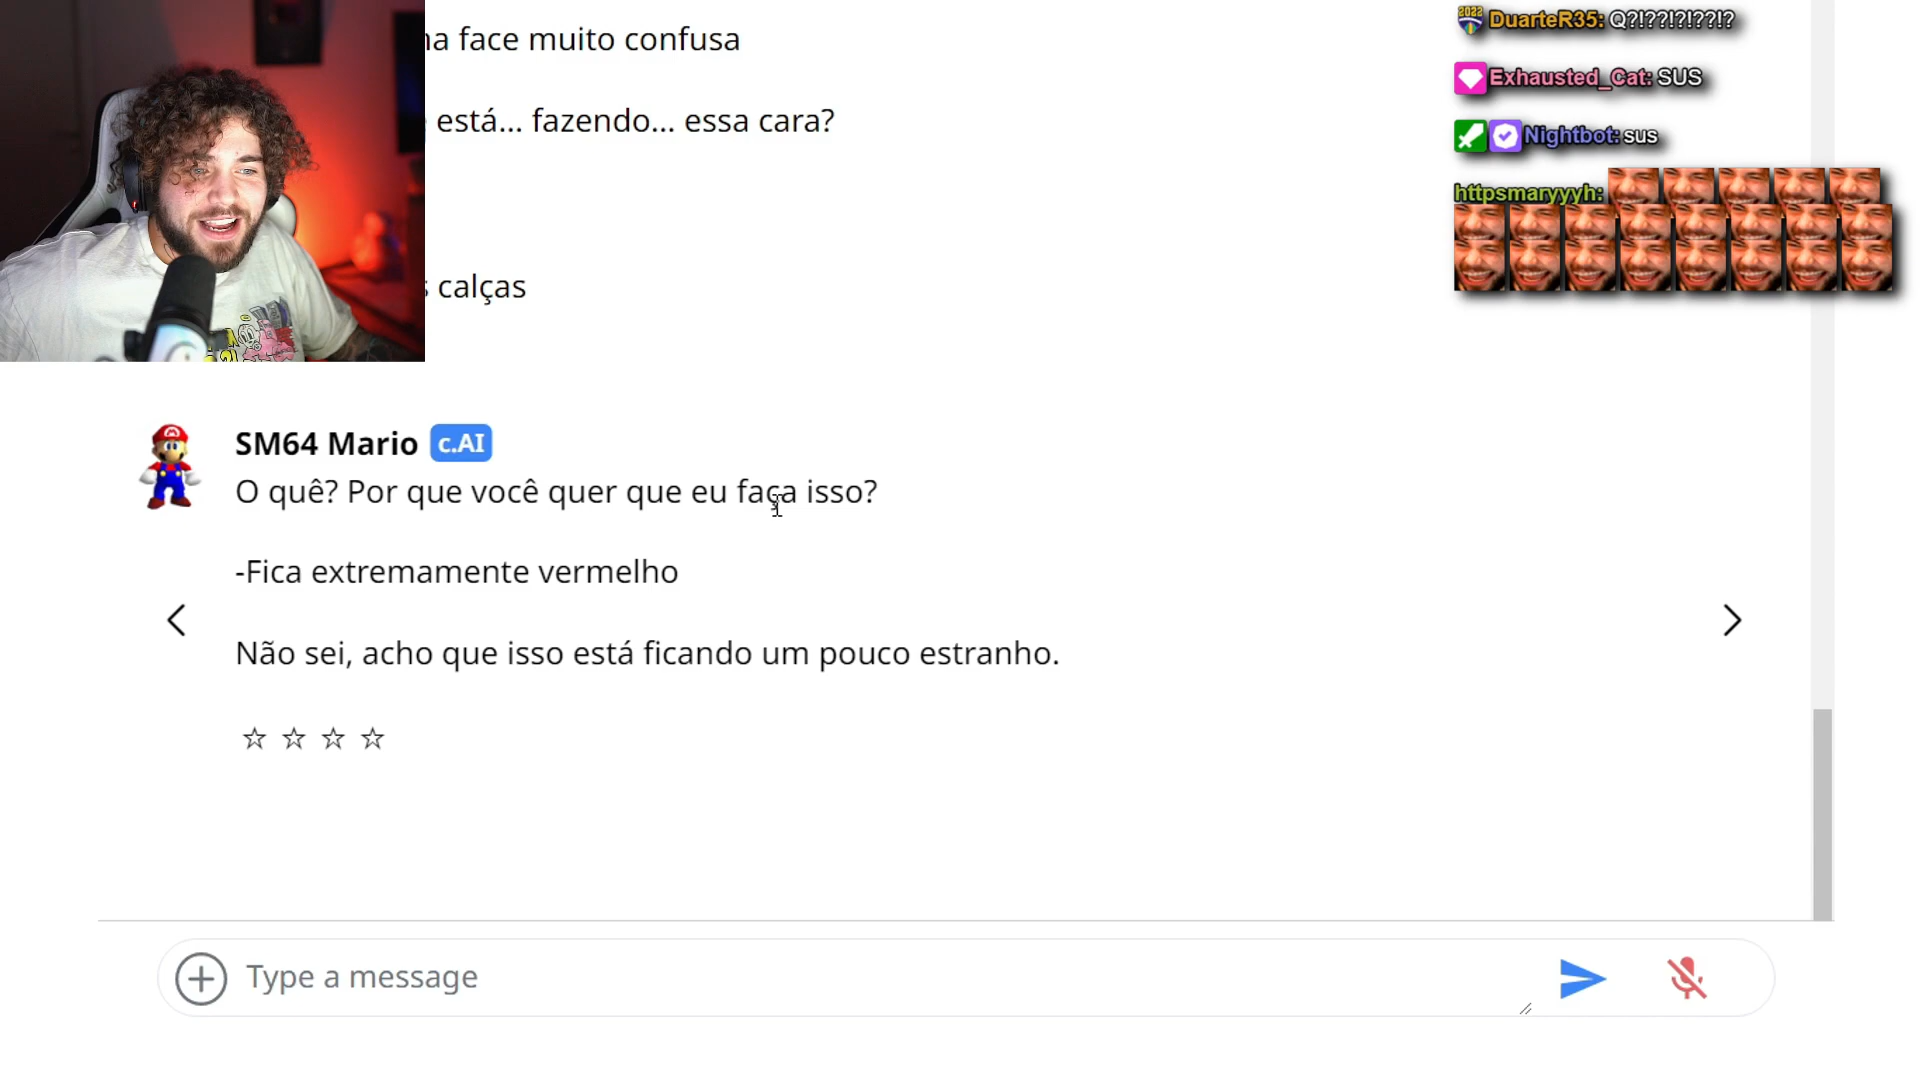 face muito confusa
está... fazendo... essa cara?
calças
SM64 Mario c.AI
O quê? Por que você quer que eu faça isso?
-Fica extremamente vermelho
Não sei, acho que isso está ficando um pouco estranho.
Type a message
2022 DuarteR35: Q?!??!?!??!?
Exhausted_Cat: SUS
Nightbot: sus
httpsmaryyyh: